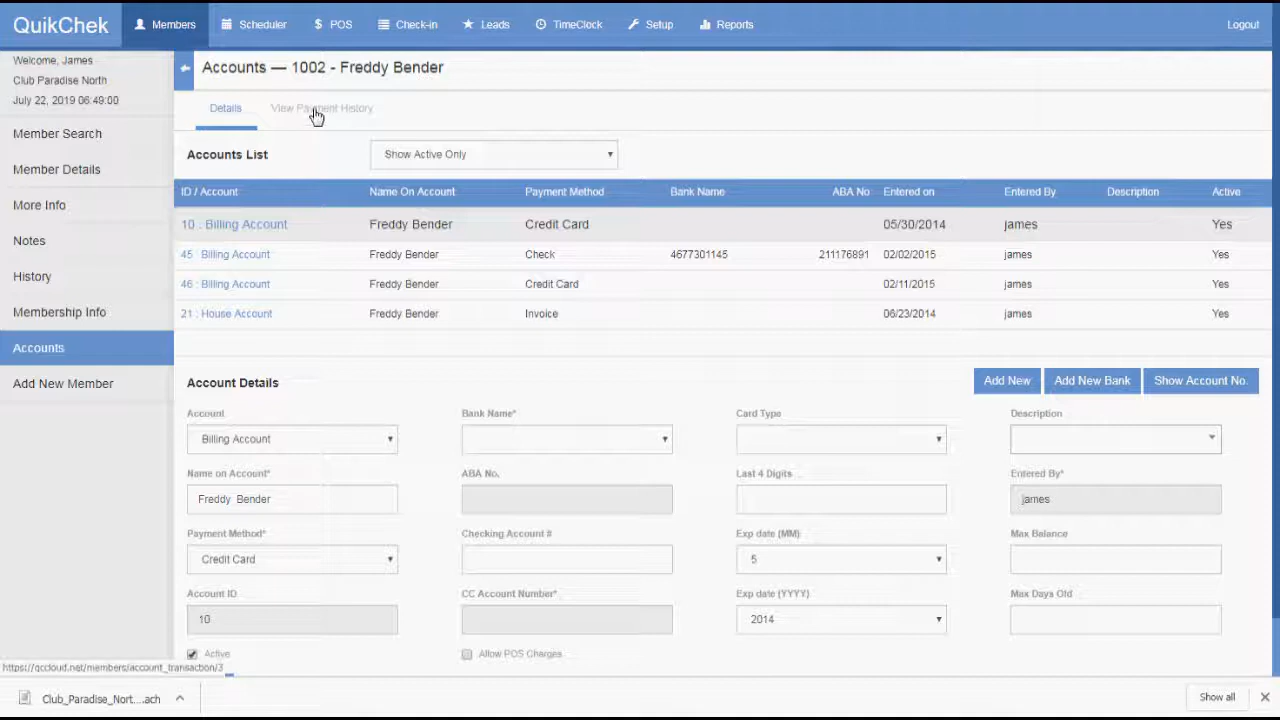 QuikChek Members Scheduler $ POS Check-in Leads TimeClock Setup Reports Logout
Welcome, James
Club Paradise North
July 22, 2019 06:49:00
Member Search
Member Details
More Info
Notes
History
Membership Info
Accounts
Add New Member
Accounts — 1002 - Freddy Bender
Details View Payment History
Accounts List Show Active Only
ID / Account Name On Account Payment Method Bank Name ABA No Entered on Entered By Description Active
10 : Billing Account Freddy Bender Credit Card 05/30/2014 james Yes
45 : Billing Account Freddy Bender Check 4677301145 211176891 02/02/2015 james Yes
46 : Billing Account Freddy Bender Credit Card 02/11/2015 james Yes
21 : House Account Freddy Bender Invoice 06/23/2014 james Yes
Account Details Add New Add New Bank Show Account No.
Account Bank Name* Card Type Description
Billing Account
Name on Account* ABA No. Last 4 Digits Entered By*
Freddy Bender james
Payment Method* Checking Account # Exp date (MM) Max Balance
Credit Card 5
Account ID CC Account Number* Exp date (YYYY) Max Days Old
10 2014
Active Allow POS Charges
https://qccloud.net/members/account_transaction/3
Club_Paradise_Nort....ach Show all